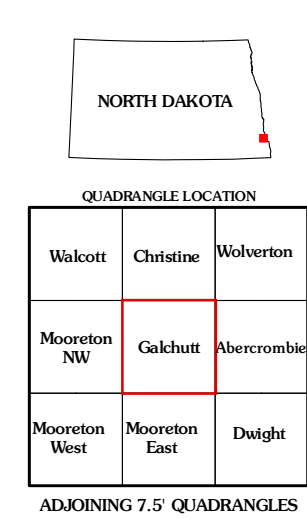 NORTH DAKOTA
QUADRANGLE LOCATION
Walcott
Christine
Wolverton
Mooreton
NW
Galchutt
Abercrombie
Mooreton
West
Mooreton
East
Dwight
ADJOINING 7.5' QUADRANGLES